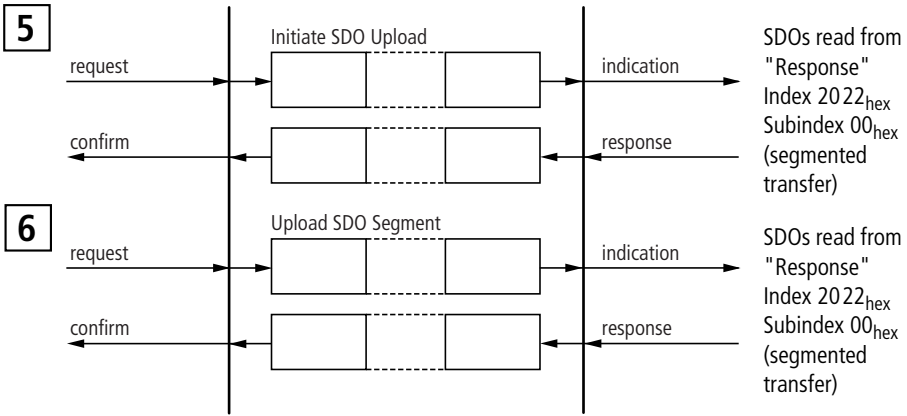 5
Initiate SDO Upload
request
indication
confirm
response
SDOs read from
"Response"
Index 2022hex
Subindex 00hex
(segmented
transfer)
6
Upload SDO Segment
request
indication
confirm
response
SDOs read from
"Response"
Index 2022hex
Subindex 00hex
(segmented
transfer)